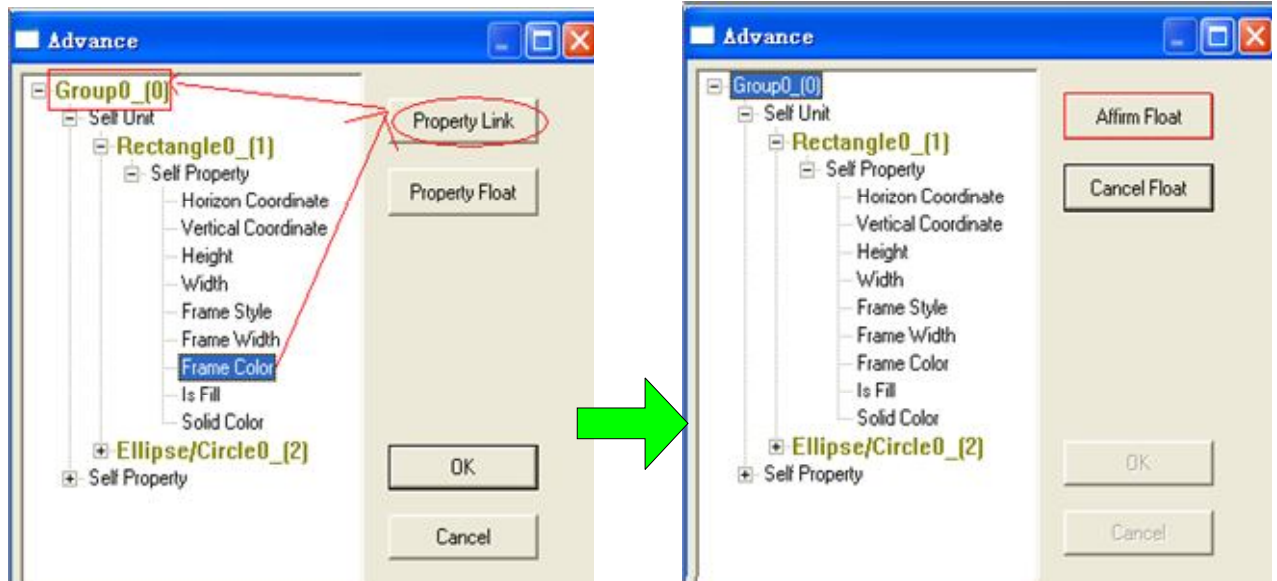 Advance
Group0_(0)
Self Unit
Rectangle0_(1)
Self Property
Horizon Coordinate
Vertical Coordinate
Height
Width
Frame Style
Frame Width
Frame Color
Is Fill
Solid Color
Ellipse/Circle0_(2)
Self Property
Property Link
Property Float
OK
Cancel
Advance
Group0_(0)
Self Unit
Rectangle0_(1)
Self Property
Horizon Coordinate
Vertical Coordinate
Height
Width
Frame Style
Frame Width
Frame Color
Is Fill
Solid Color
Ellipse/Circle0_(2)
Self Property
Affirm Float
Cancel Float
OK
Cancel